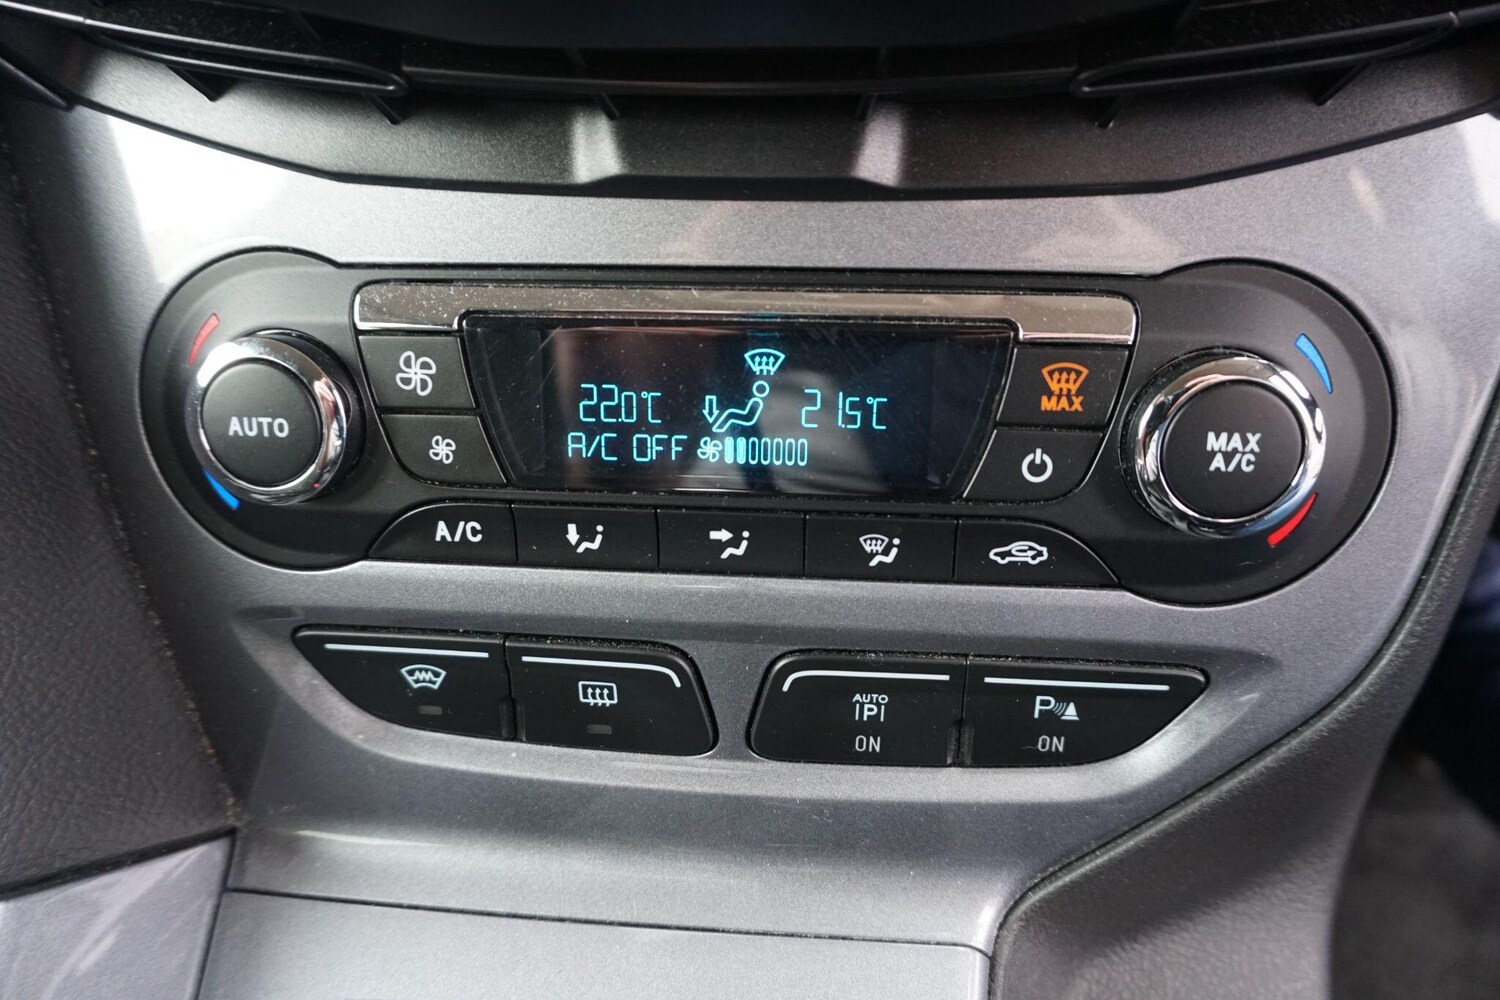 AUTO
22.0°C
21.5°C
A/C OFF
MAX
MAX
A/C
A/C
AUTO
P
ON
P
ON